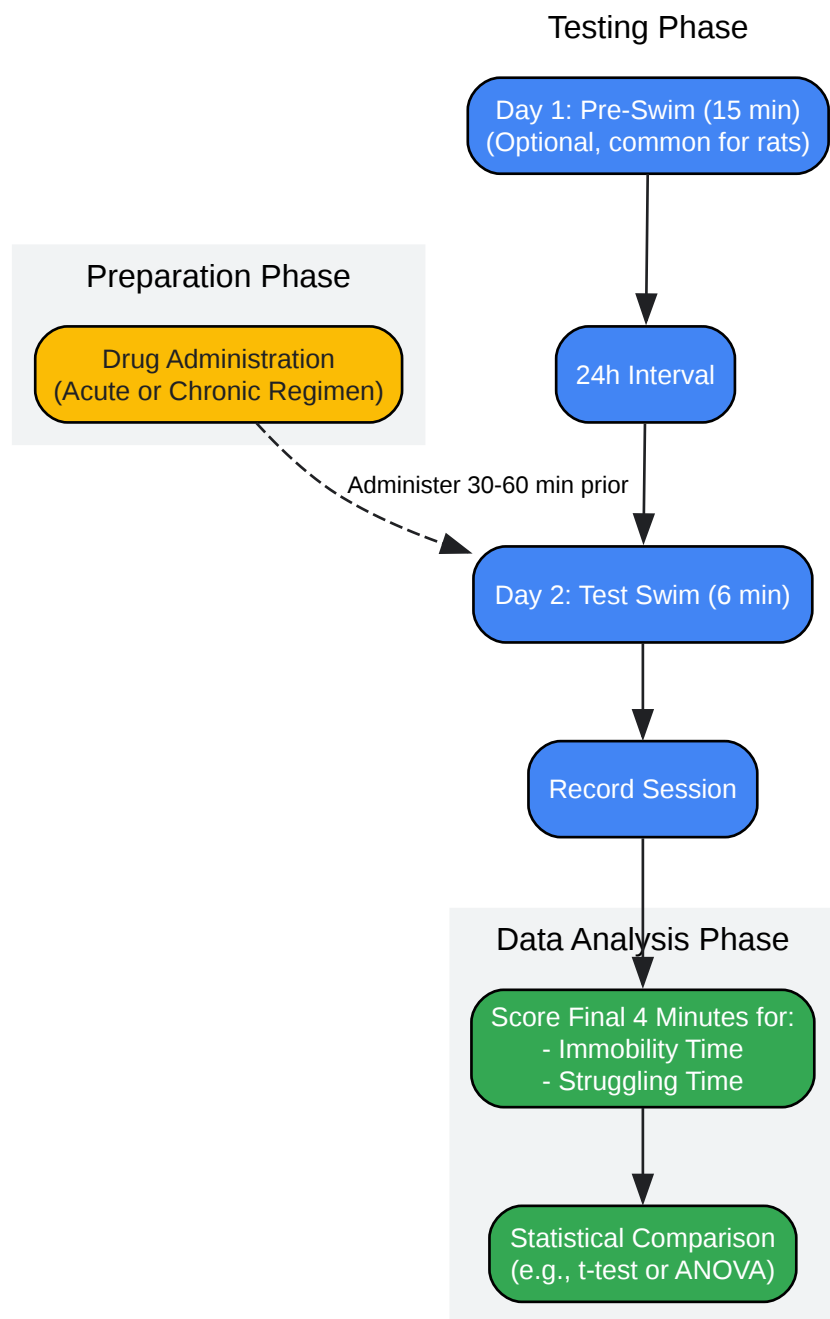 Testing Phase
Day 1: Pre-Swim (15 min)
(Optional, common for rats)
Preparation Phase
Drug Administration
(Acute or Chronic Regimen)
24h Interval
Administer 30-60 min prior
Day 2: Test Swim (6 min)
Record Session
Data Analysis Phase
Score Final 4 Minutes for:
- Immobility Time
- Struggling Time
Statistical Comparison
(e.g., t-test or ANOVA)